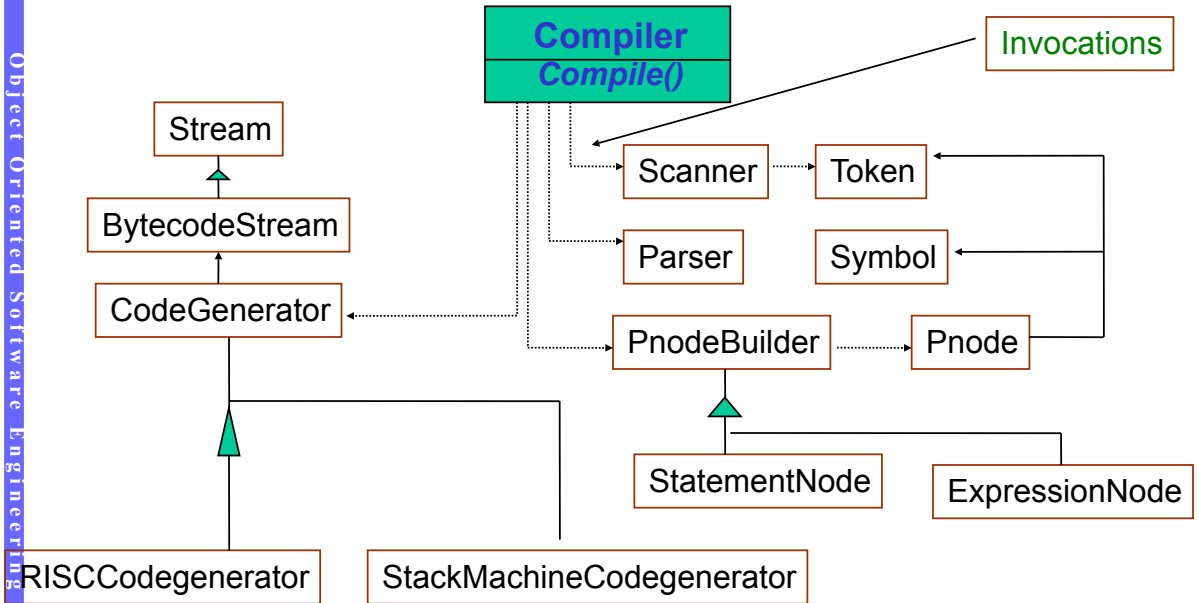 Object Oriented Software Engineering
Compiler
Compile()
Invocations
Stream
Scanner
Token
BytecodeStream
Parser
Symbol
CodeGenerator
PnodeBuilder
Pnode
StatementNode
ExpressionNode
RISCCodegenerator
StackMachineCodegenerator